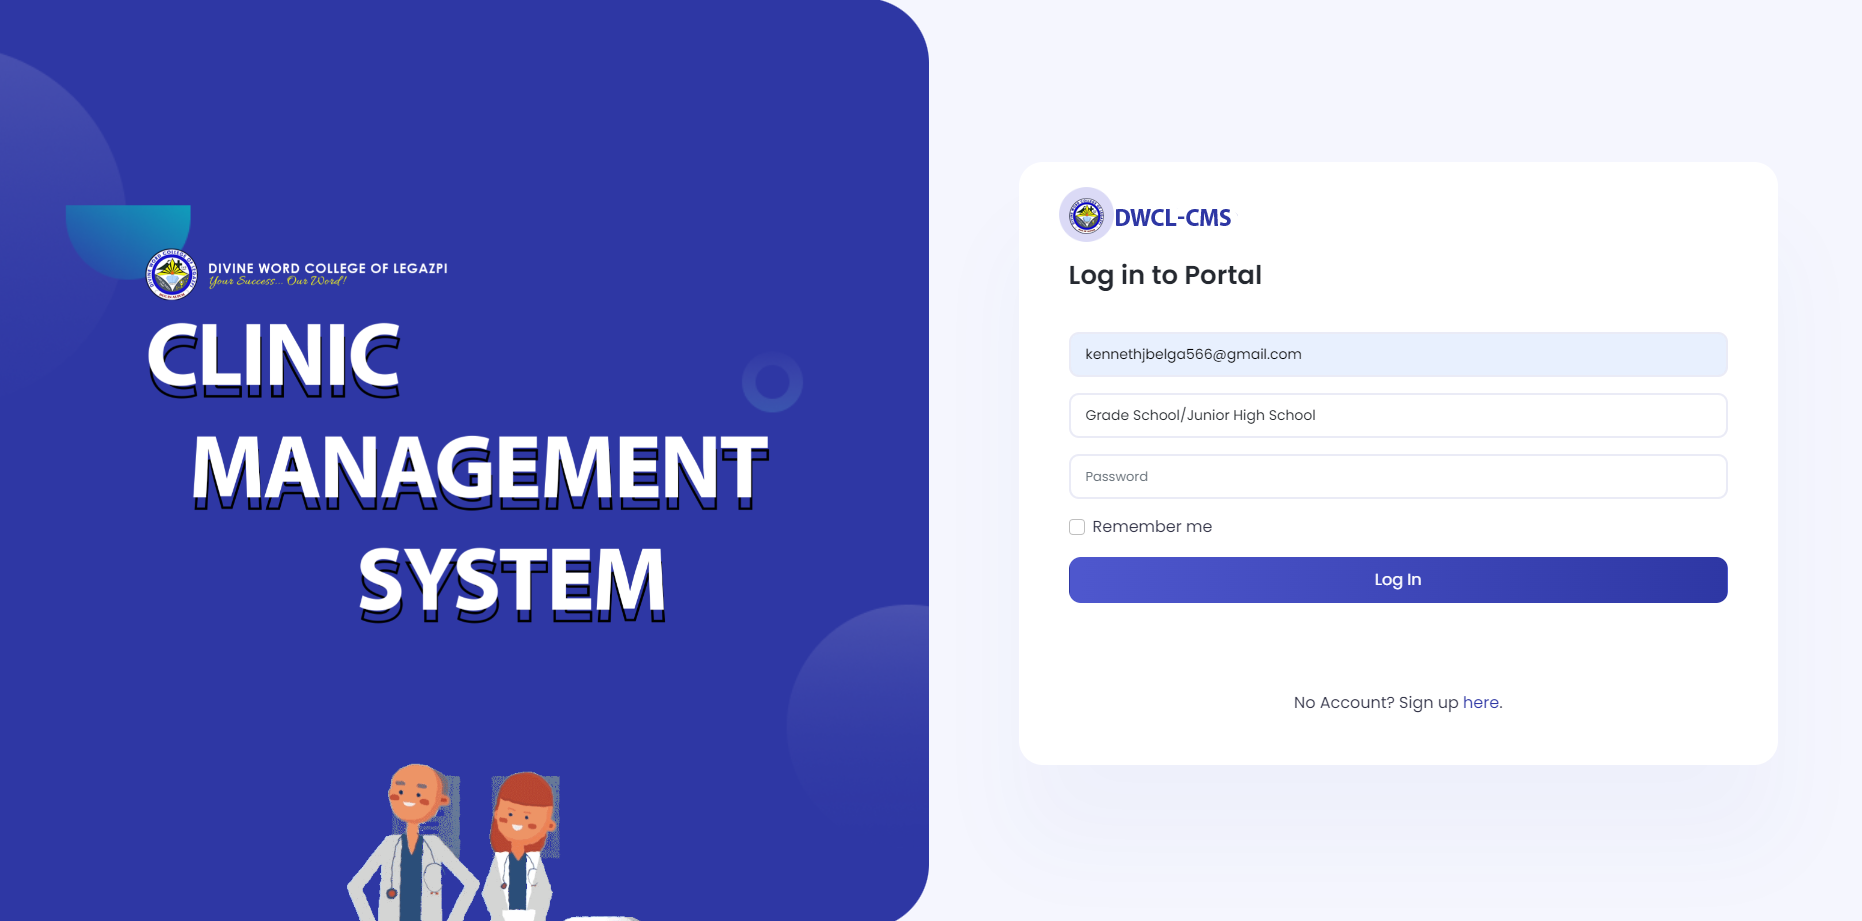 DIVINE WORD COLLEGE OF LEGAZPI
Your Success... Our Word!
CLINIC
MANAGEMENT
SYSTEM
DWCL-CMS
Log in to Portal
kennethjbelga566@gmail.com
Grade School/Junior High School
Password
Remember me
Log In
No Account? Sign up here.